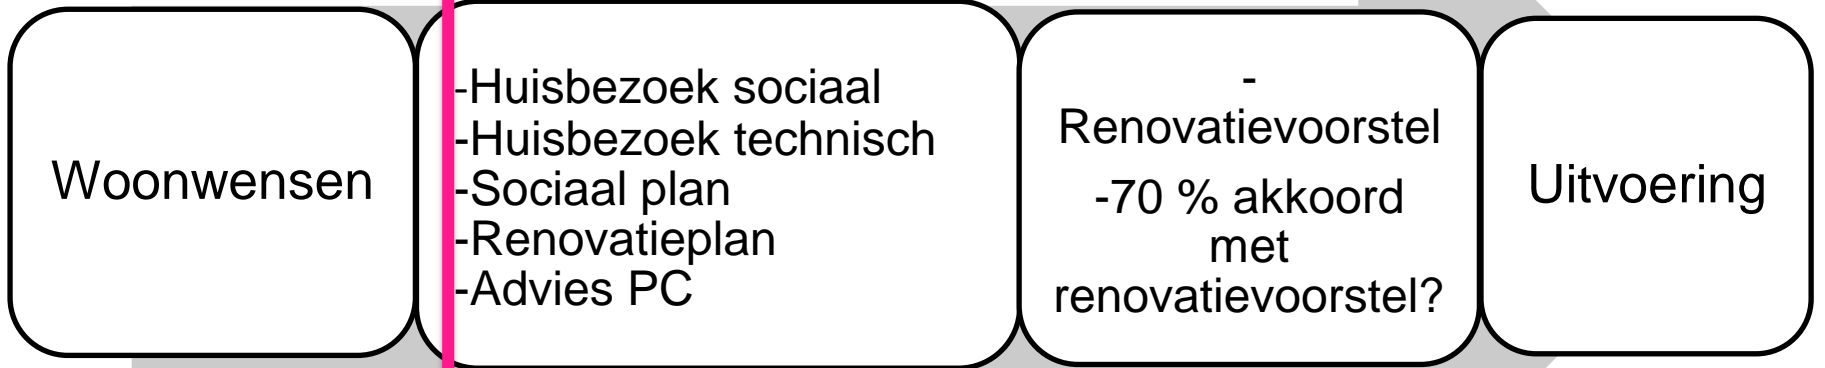 Woonwensen
-Huisbezoek sociaal
-Huisbezoek technisch
-Sociaal plan
-Renovatieplan
-Advies PC
-
Renovatievoorstel
-70 % akkoord
met
renovatievoorstel?
Uitvoering